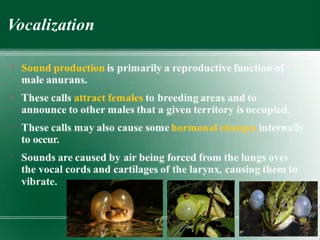 Vocalization
Sound production is primarily a reproductive function of
male anurans.
These calls attract females to breeding areas and to
announce to other males that a given territory is occupied.
These calls may also cause some hormonal changes internally
to occur.
Sounds are caused by air being forced from the lungs over
the vocal cords and cartilages of the larynx, causing them to
vibrate.